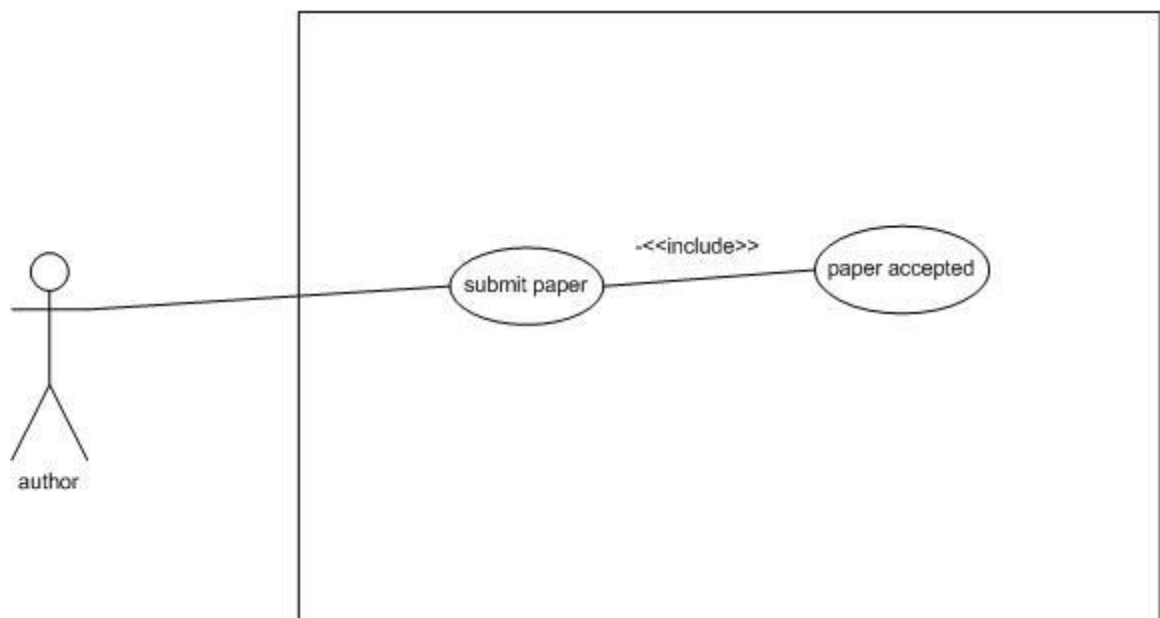 -<<include>>
submit paper
paper accepted
author